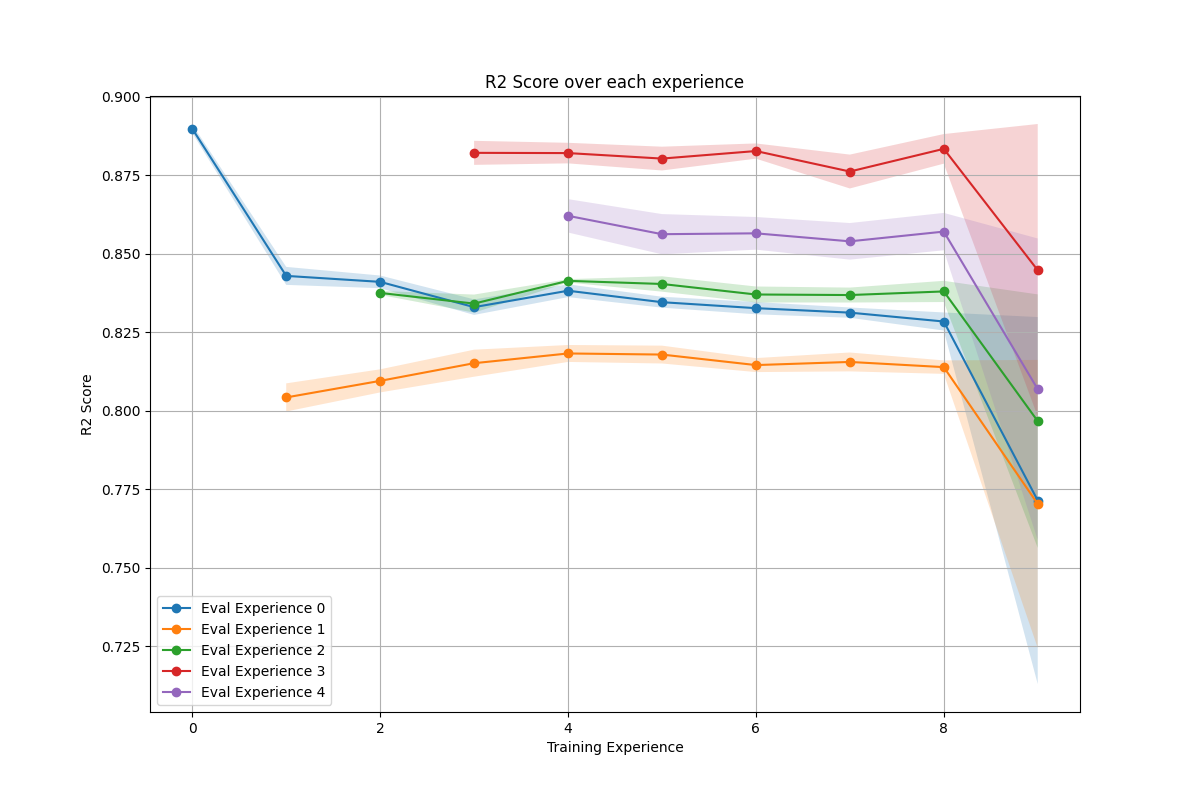 R2 Score over each experience
0.900
0.875
0.850
0.825
0.800
0.775
0.750
0.725
R2 Score
Eval Experience 0
Eval Experience 1
Eval Experience 2
Eval Experience 3
Eval Experience 4
0 2 4 6 8
Training Experience